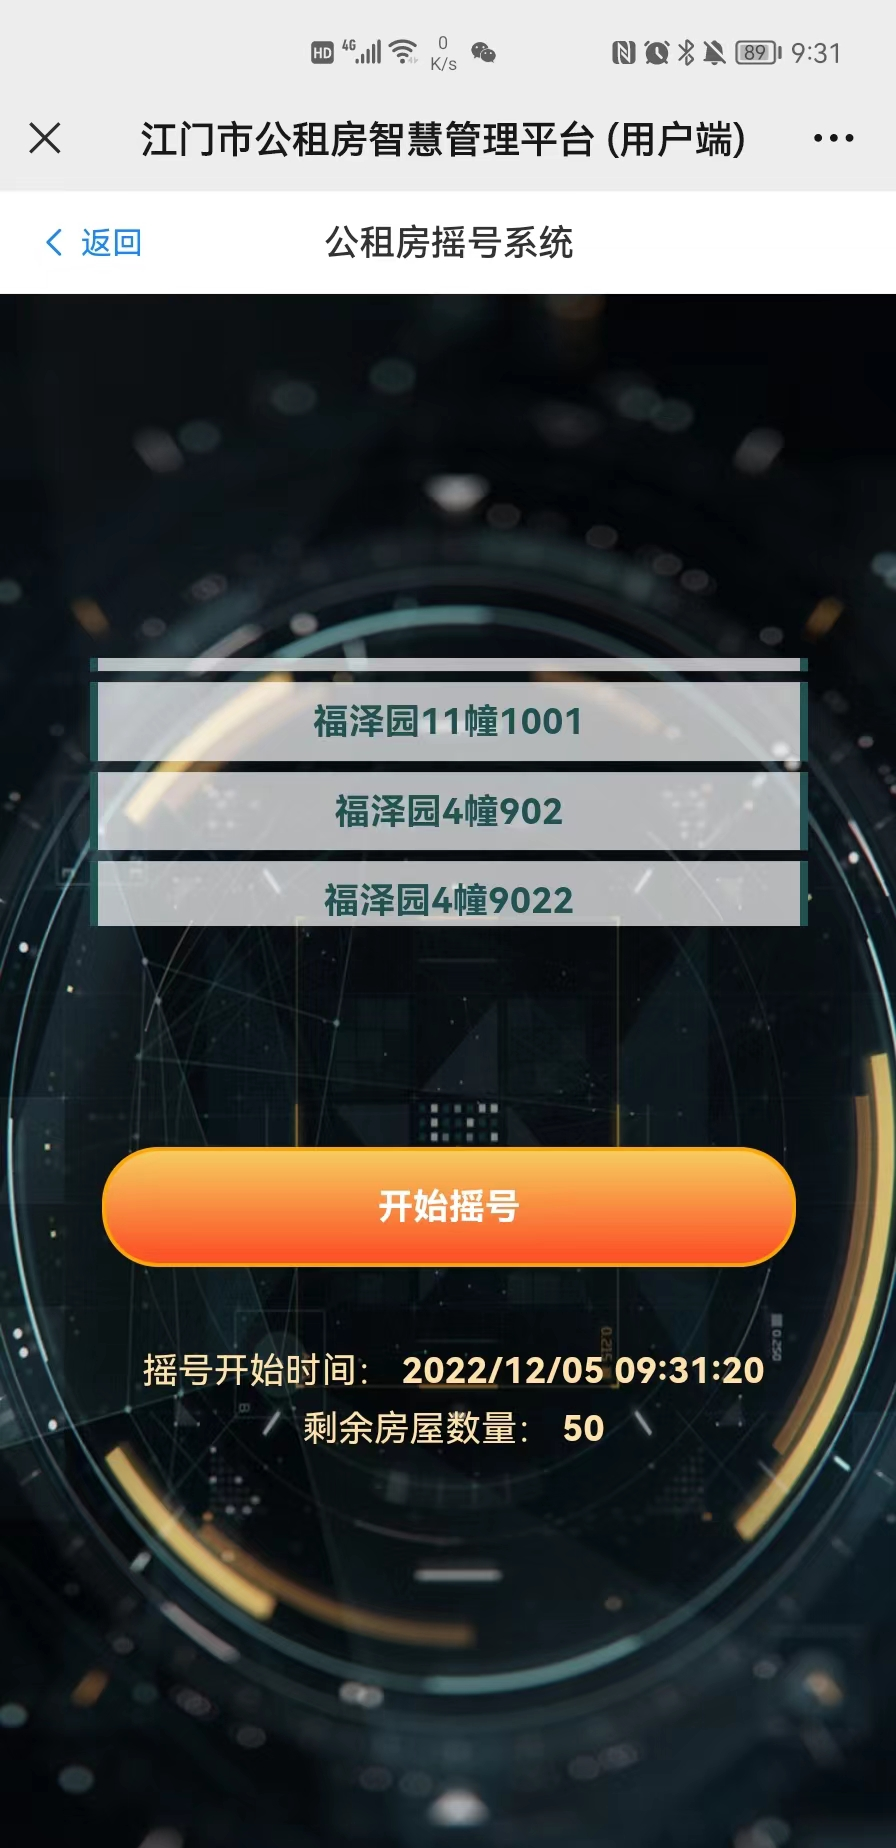 HD 4G 0 K/s 89 9:31
江门市公租房智慧管理平台 (用户端)
返回 公租房摇号系统
福泽园11幢1001
福泽园4幢902
福泽园4幢9022
开始摇号
0.215
0.250
摇号开始时间： 2022/12/05 09:31:20
剩余房屋数量： 50